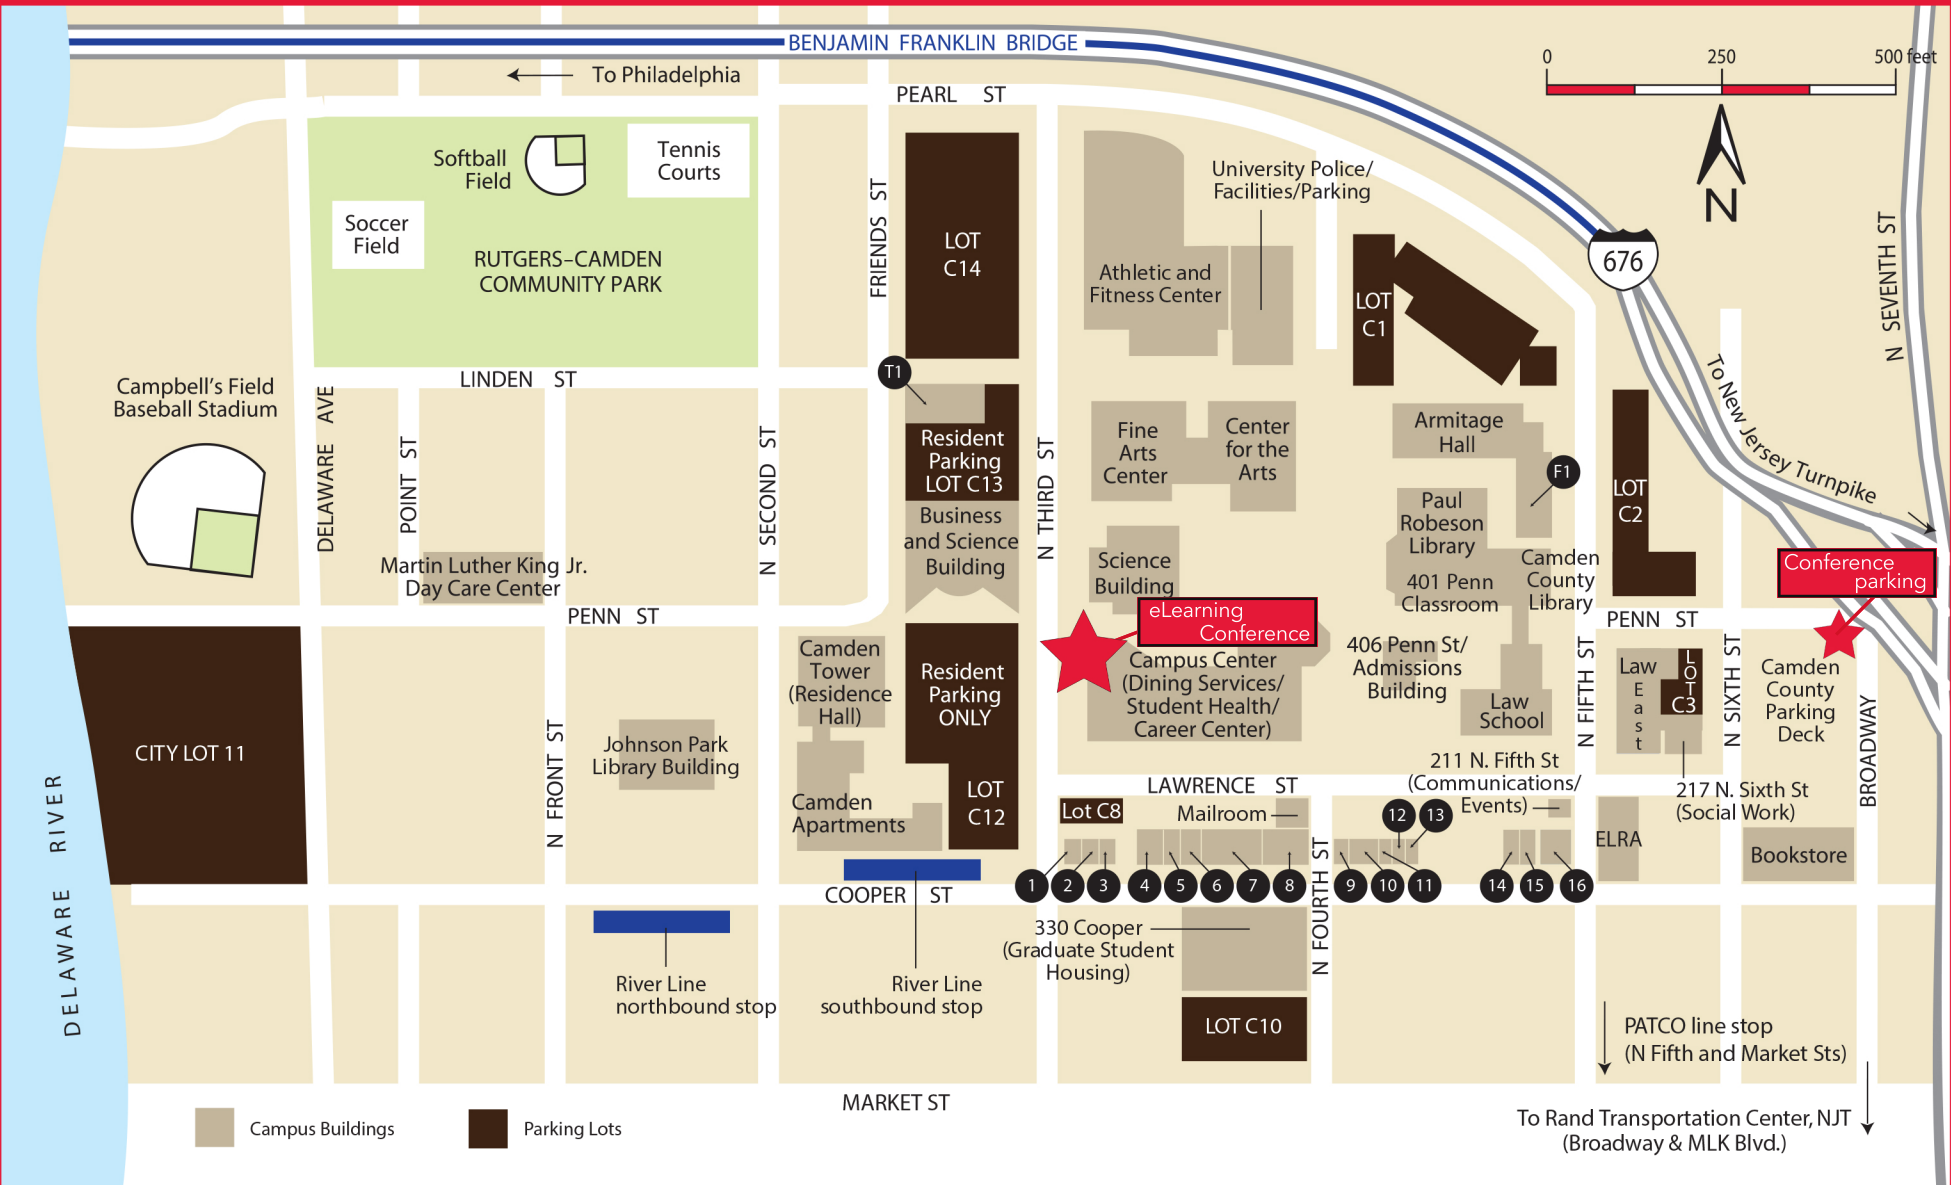 BENJAMIN FRANKLIN BRIDGE
To Philadelphia
0 250 500 feet
PEARL ST
N
676
N SEVENTH ST
To New Jersey Turnpike
Softball
Field
Tennis
Courts
Soccer
Field
RUTGERS–CAMDEN
COMMUNITY PARK
FRIENDS ST
LOT
C14
University Police/
Facilities/Parking
Athletic and
Fitness Center
LOT
C1
T1
LINDEN ST
Campbell's Field
Baseball Stadium
DELAWARE AVE
POINT ST
N SECOND ST
Resident
Parking
LOT C13
N THIRD ST
Fine
Arts
Center
Center
for the
Arts
Armitage
Hall
F1
LOT
C2
Paul
Robeson
Library
Business
and Science
Building
Science
Building
401 Penn
Classroom
Camden
County
Library
Conference
parking
Martin Luther King Jr.
Day Care Center
PENN ST
PENN ST
eLearning
Conference
Camden
Tower
(Residence
Hall)
Resident
Parking
ONLY
Campus Center
(Dining Services/
Student Health/
Career Center)
406 Penn St/
Admissions
Building
Law
School
N FIFTH ST
Law
East
LOT
C3
N SIXTH ST
Camden
County
Parking
Deck
BROADWAY
CITY LOT 11
N FRONT ST
Johnson Park
Library Building
Camden
Apartments
LOT
C12
LAWRENCE ST
211 N. Fifth St
(Communications/
Events)
217 N. Sixth St
(Social Work)
Lot C8
Mailroom
12 13
ELRA
Bookstore
DELAWARE RIVER
COOPER ST
1 2 3 4 5 6 7 8 9 10 11 14 15 16
N FOURTH ST
330 Cooper
(Graduate Student
Housing)
River Line
northbound stop
River Line
southbound stop
LOT C10
PATCO line stop
(N Fifth and Market Sts)
MARKET ST
To Rand Transportation Center, NJT
(Broadway & MLK Blvd.)
Campus Buildings
Parking Lots